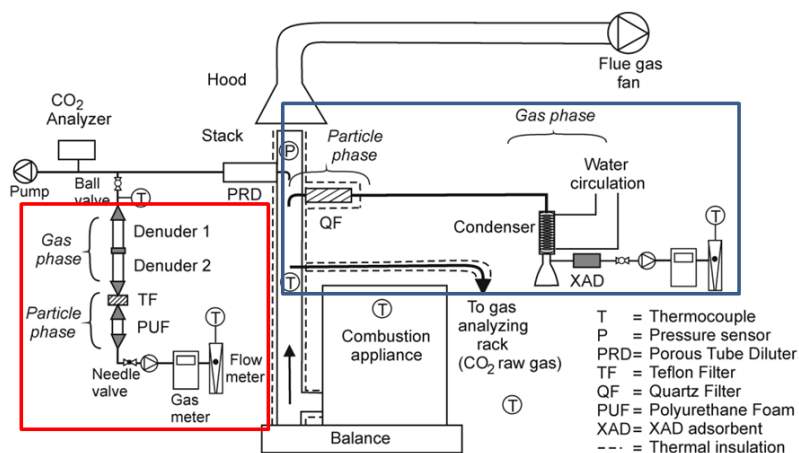 Flue gas
fan
Hood
CO2
Analyzer
Stack
Gas phase
Particle
phase
P
Water
circulation
Pump
Ball
valve
T
PRD
QF
Condenser
T
Denuder 1
Gas
phase
Denuder 2
T
XAD
TF
Particle
phase
PUF
T
T
Combustion
appliance
To gas
analyzing
rack
(CO2 raw gas)
T
Needle
valve
Gas
meter
Flow
meter
Balance
T = Thermocouple
P = Pressure sensor
PRD = Porous Tube Diluter
TF = Teflon Filter
QF = Quartz Filter
PUF = Polyurethane Foam
XAD = XAD adsorbent
--- = Thermal insulation